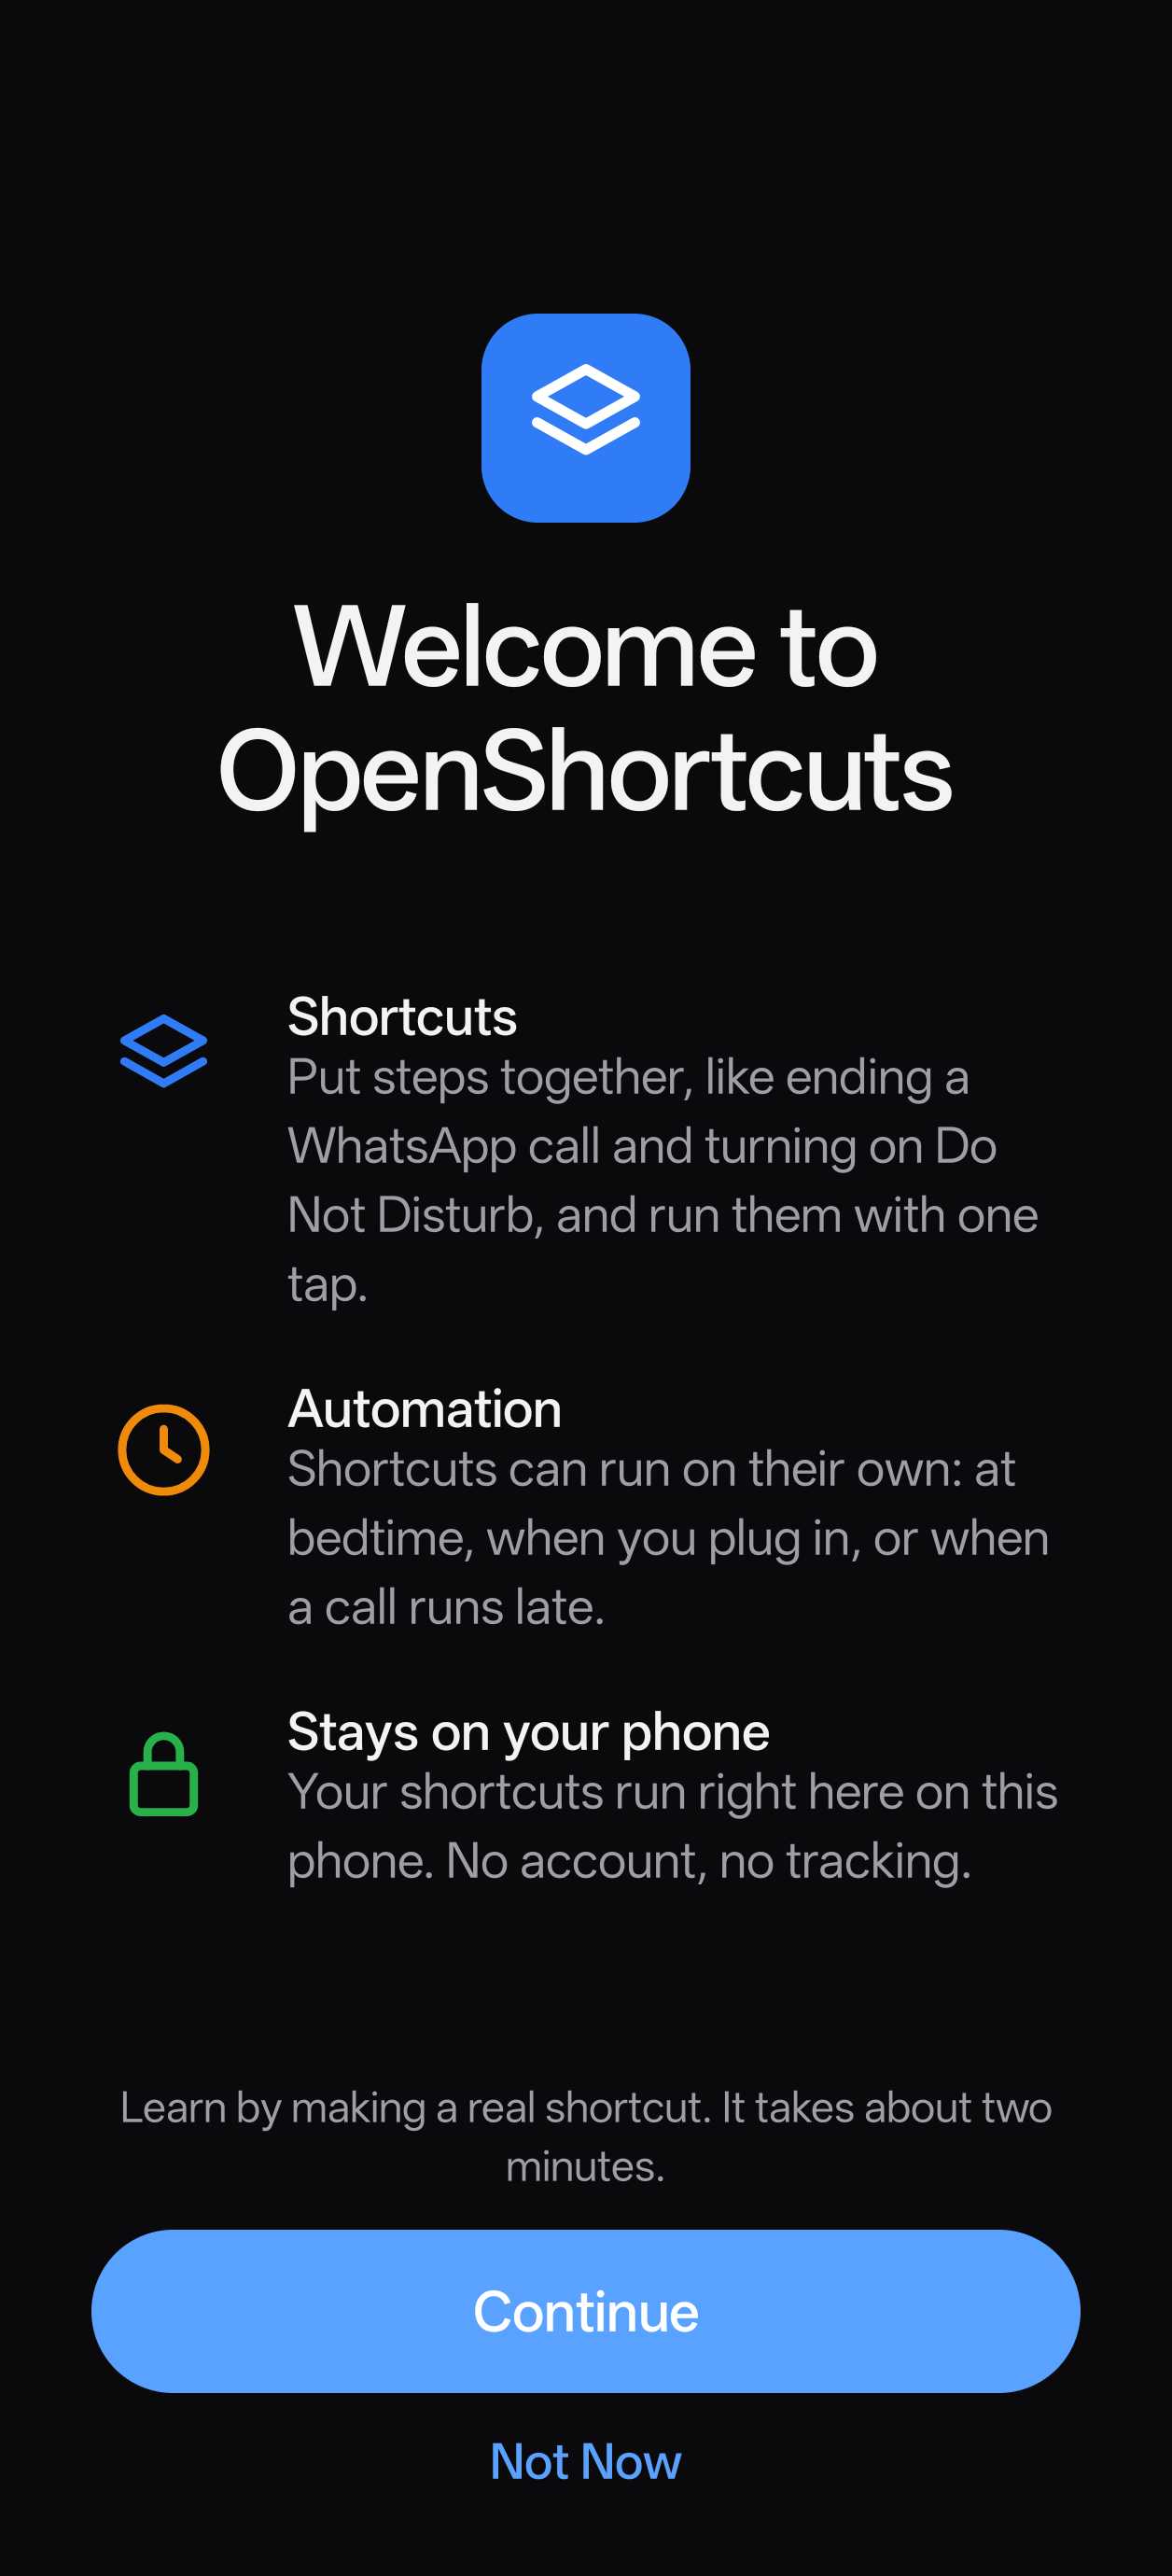 Welcome to
OpenShortcuts
Shortcuts
Put steps together, like ending a
WhatsApp call and turning on Do
Not Disturb, and run them with one
tap.
Automation
Shortcuts can run on their own: at
bedtime, when you plug in, or when
a call runs late.
Stays on your phone
Your shortcuts run right here on this
phone. No account, no tracking.
Learn by making a real shortcut. It takes about two
minutes.
Continue
Not Now